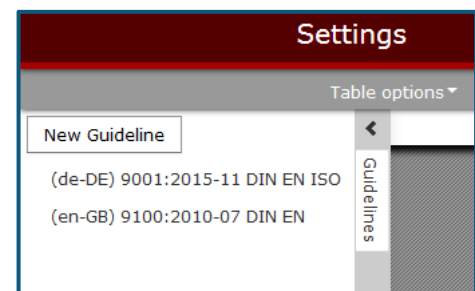 Settings
Table options
New Guideline
(de-DE) 9001:2015-11 DIN EN ISO
(en-GB) 9100:2010-07 DIN EN
Guidelines